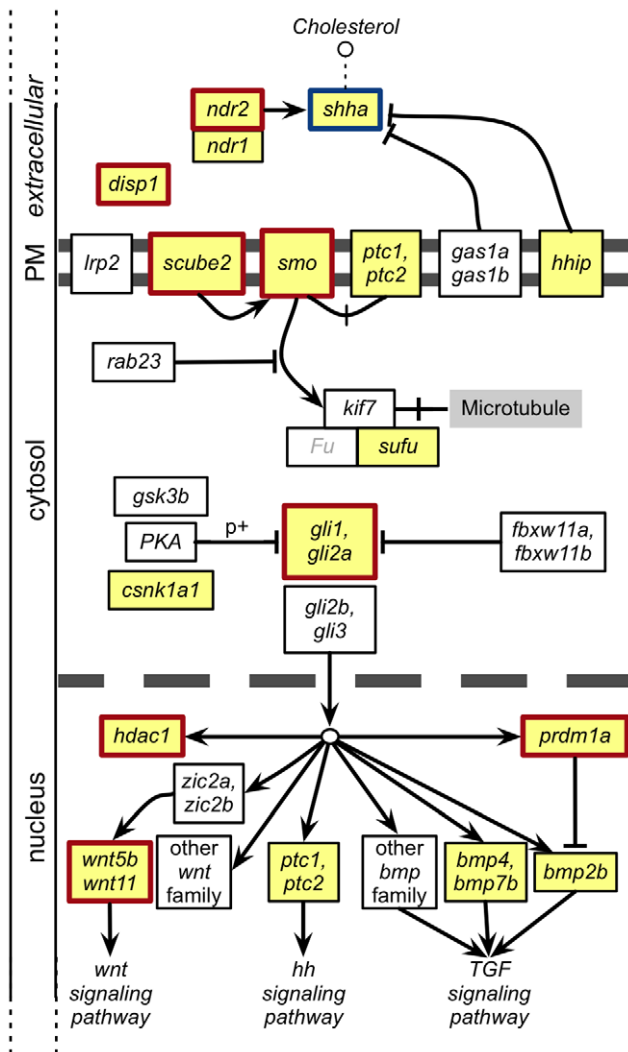 Cholesterol
extracellular
ndr2
shha
ndr1
disp1
PM
lrp2
scube2
smo
ptc1,
ptc2
gas1a
gas1b
hhip
cytosol
rab23
kif7
Microtubule
Fu
sufu
gsk3b
PKA
p+
gli1,
gli2a
fbxw11a,
fbxw11b
csnk1a1
gli2b,
gli3
nucleus
hdac1
prdm1a
zic2a,
zic2b
wnt5b
wnt11
other
wnt
family
ptc1,
ptc2
other
bmp
family
bmp4,
bmp7b
bmp2b
wnt
signaling
pathway
hh
signaling
pathway
TGF
signaling
pathway